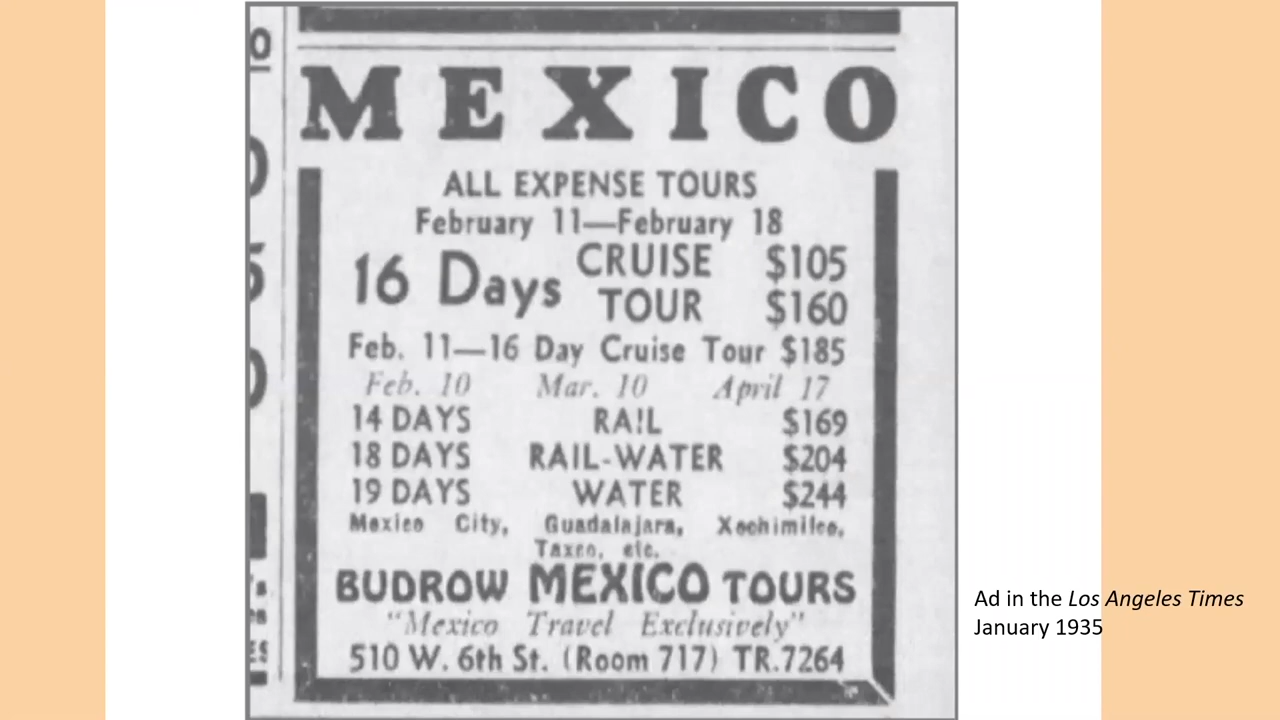 MEXICO
ALL EXPENSE TOURS
February 11—February 18
16 Days CRUISE $105
TOUR $160
Feb. 11—16 Day Cruise Tour $185
Feb. 10 Mar. 10 April 17
14 DAYS RAIL $169
18 DAYS RAIL-WATER $204
19 DAYS WATER $244
Mexico City, Guadalajara, Xochimilco,
Taxco, etc.
BUDROW MEXICO TOURS
"Mexico Travel Exclusively"
510 W. 6th St. (Room 717) TR.7264
Ad in the Los Angeles Times
January 1935